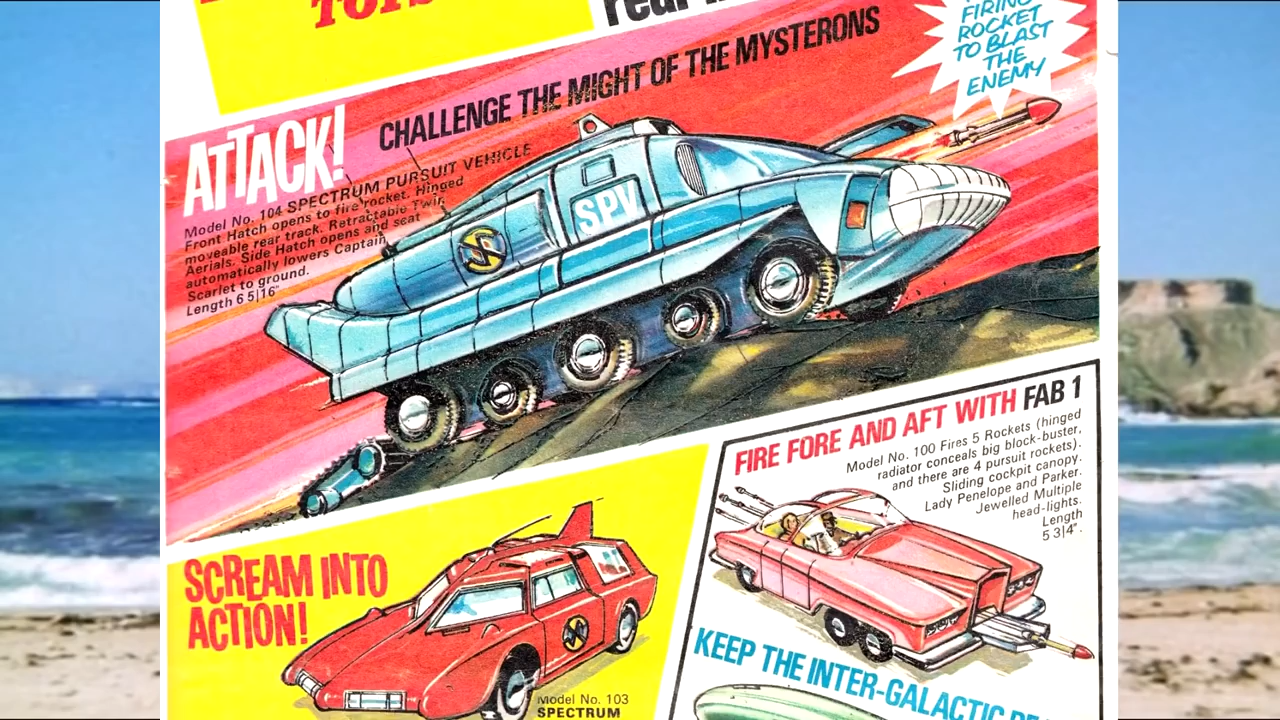 TOYS
CHALLENGE THE MIGHT OF THE MYSTERONS
FIRING
ROCKET
TO BLAST
THE
ENEMY
ATTACK!
Model No. 104 SPECTRUM PURSUIT VEHICLE
Front Hatch opens to fire rocket. Hinged
moveable rear track. Retractable Twin
Aerials. Side Hatch opens and seat
automatically lowers Captain
Scarlet to ground.
Length 6 5|16"
SPV
FIRE FORE AND AFT WITH FAB 1
Model No. 100 Fires 5 Rockets (hinged
radiator conceals big block-buster,
and there are 4 pursuit rockets).
Sliding cockpit canopy.
Lady Penelope and Parker.
Jewelled Multiple
head-lights.
Length
5 3|4".
SCREAM INTO
ACTION!
Model No. 103
SPECTRUM
KEEP THE INTER-GALACTIC